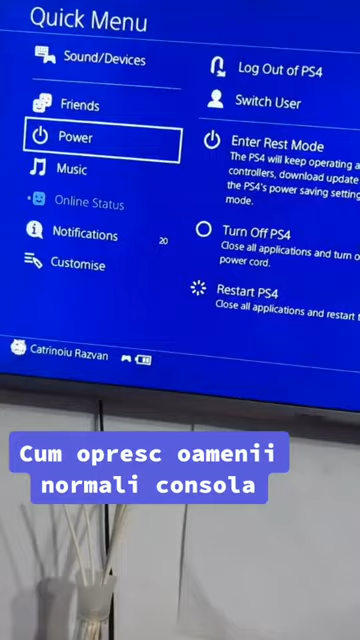 Quick Menu
Sound/Devices
Friends
Power
Music
Online Status
Notifications 20
Customise
Log Out of PS4
Switch User
Enter Rest Mode
The PS4 will keep operating a
controllers, download update
the PS4's power saving setting
mode.
Turn Off PS4
Close all applications and turn o
power cord.
Restart PS4
Close all applications and restart t
Catrinoiu Razvan
Cum opresc oamenii
normali consola